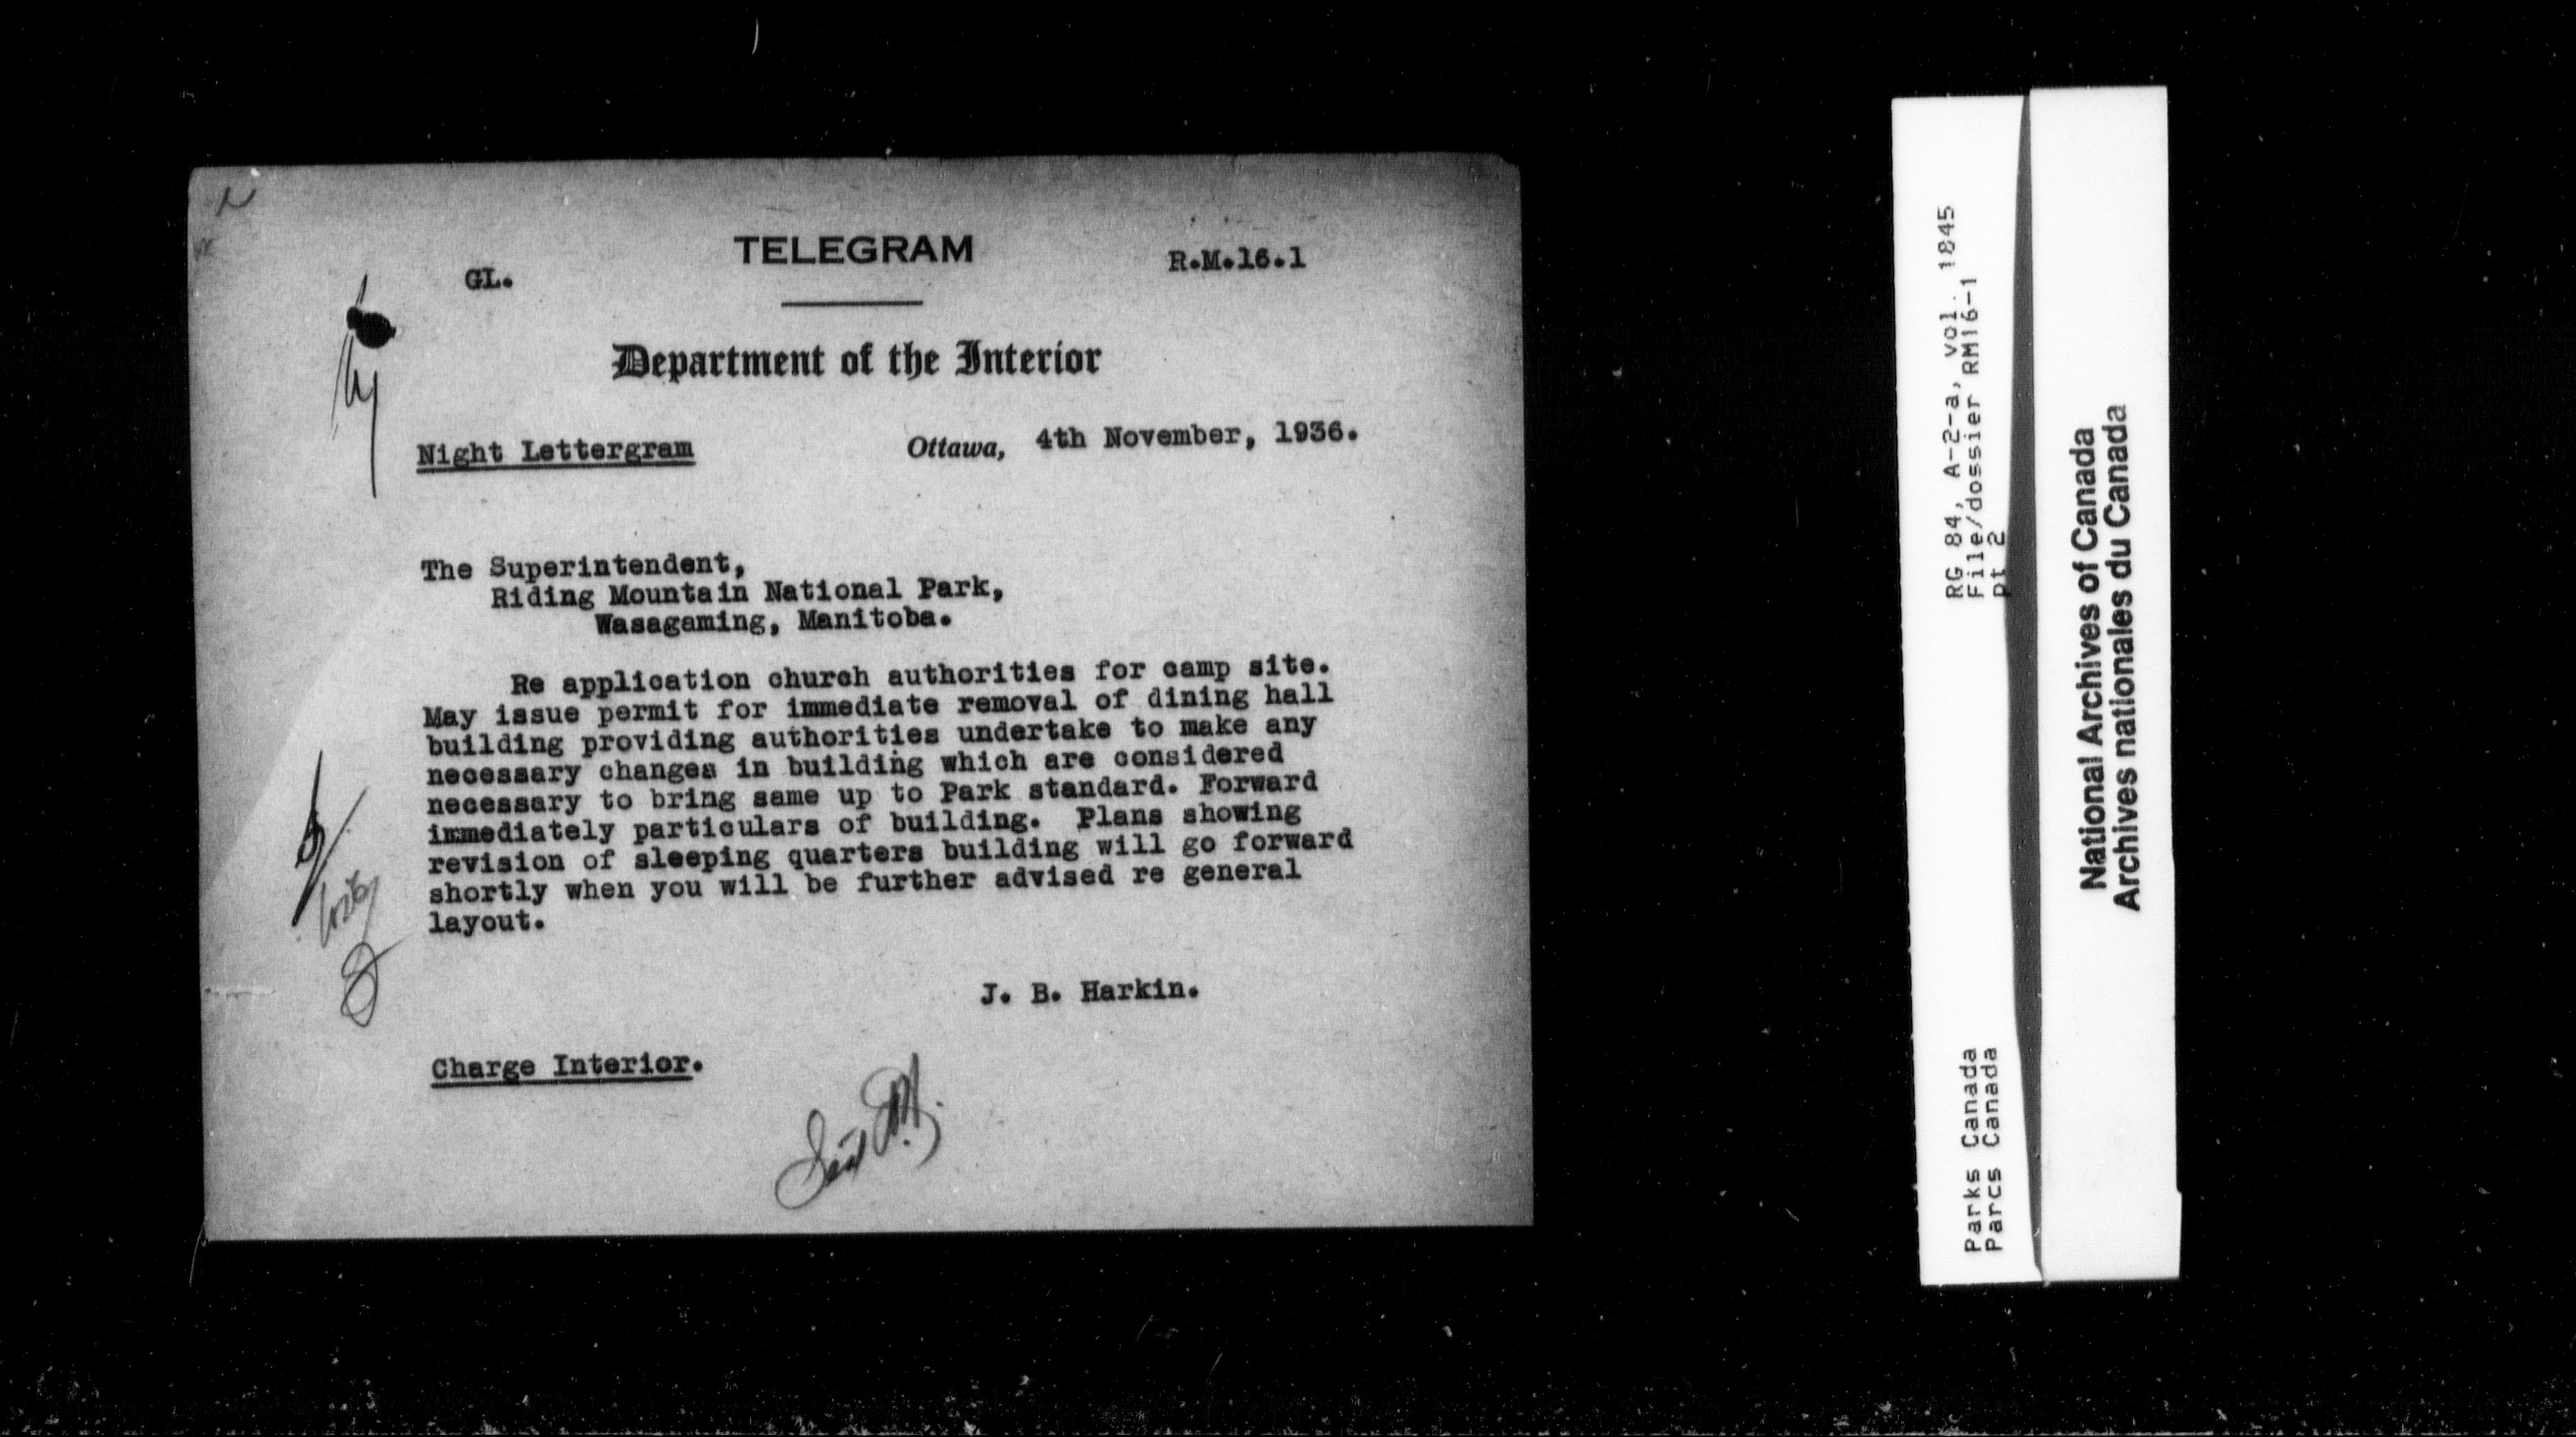 TELEGRAM
GL.
R.M.16.1
Department of the Interior
Night Lettergram
Ottawa, 4th November, 1936.
The Superintendent,
Riding Mountain National Park,
Wasagaming, Manitoba.
Re application church authorities for camp site.
May issue permit for immediate removal of dining hall
building providing authorities undertake to make any
necessary changes in building which are considered
necessary to bring same up to Park standard. Forward
immediately particulars of building. Plans showing
revision of sleeping quarters building will go forward
shortly when you will be further advised re general
layout.
J. B. Harkin.
Charge Interior.
RG 84, A-2-a, vol. 1845
File/dossier RM16-1
pt 2
Parks Canada
Parcs Canada
National Archives of Canada
Archives nationales du Canada